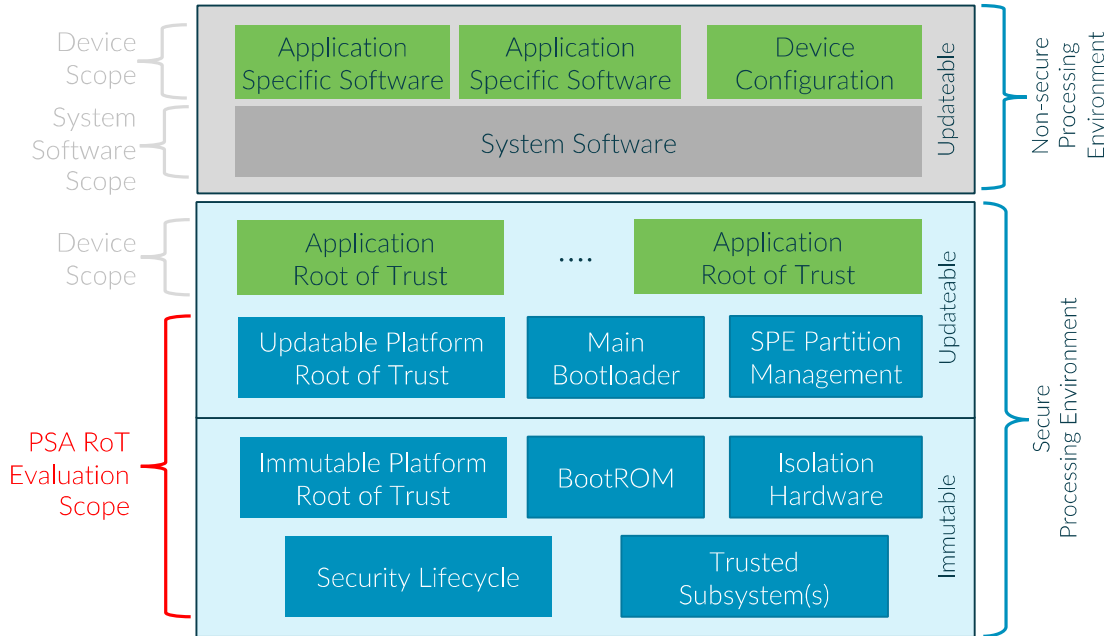 Device
Scope
Application
Specific Software
Application
Specific Software
Device
Configuration
System
Software
Scope
System Software
Updateable
Non-secure
Processing
Environment
Device
Scope
Application
Root of Trust
....
Application
Root of Trust
Updatable Platform
Root of Trust
Main
Bootloader
SPE Partition
Management
Updateable
PSA RoT
Evaluation
Scope
Immutable Platform
Root of Trust
BootROM
Isolation
Hardware
Security Lifecycle
Trusted
Subsystem(s)
Immutable
Secure
Processing Environment